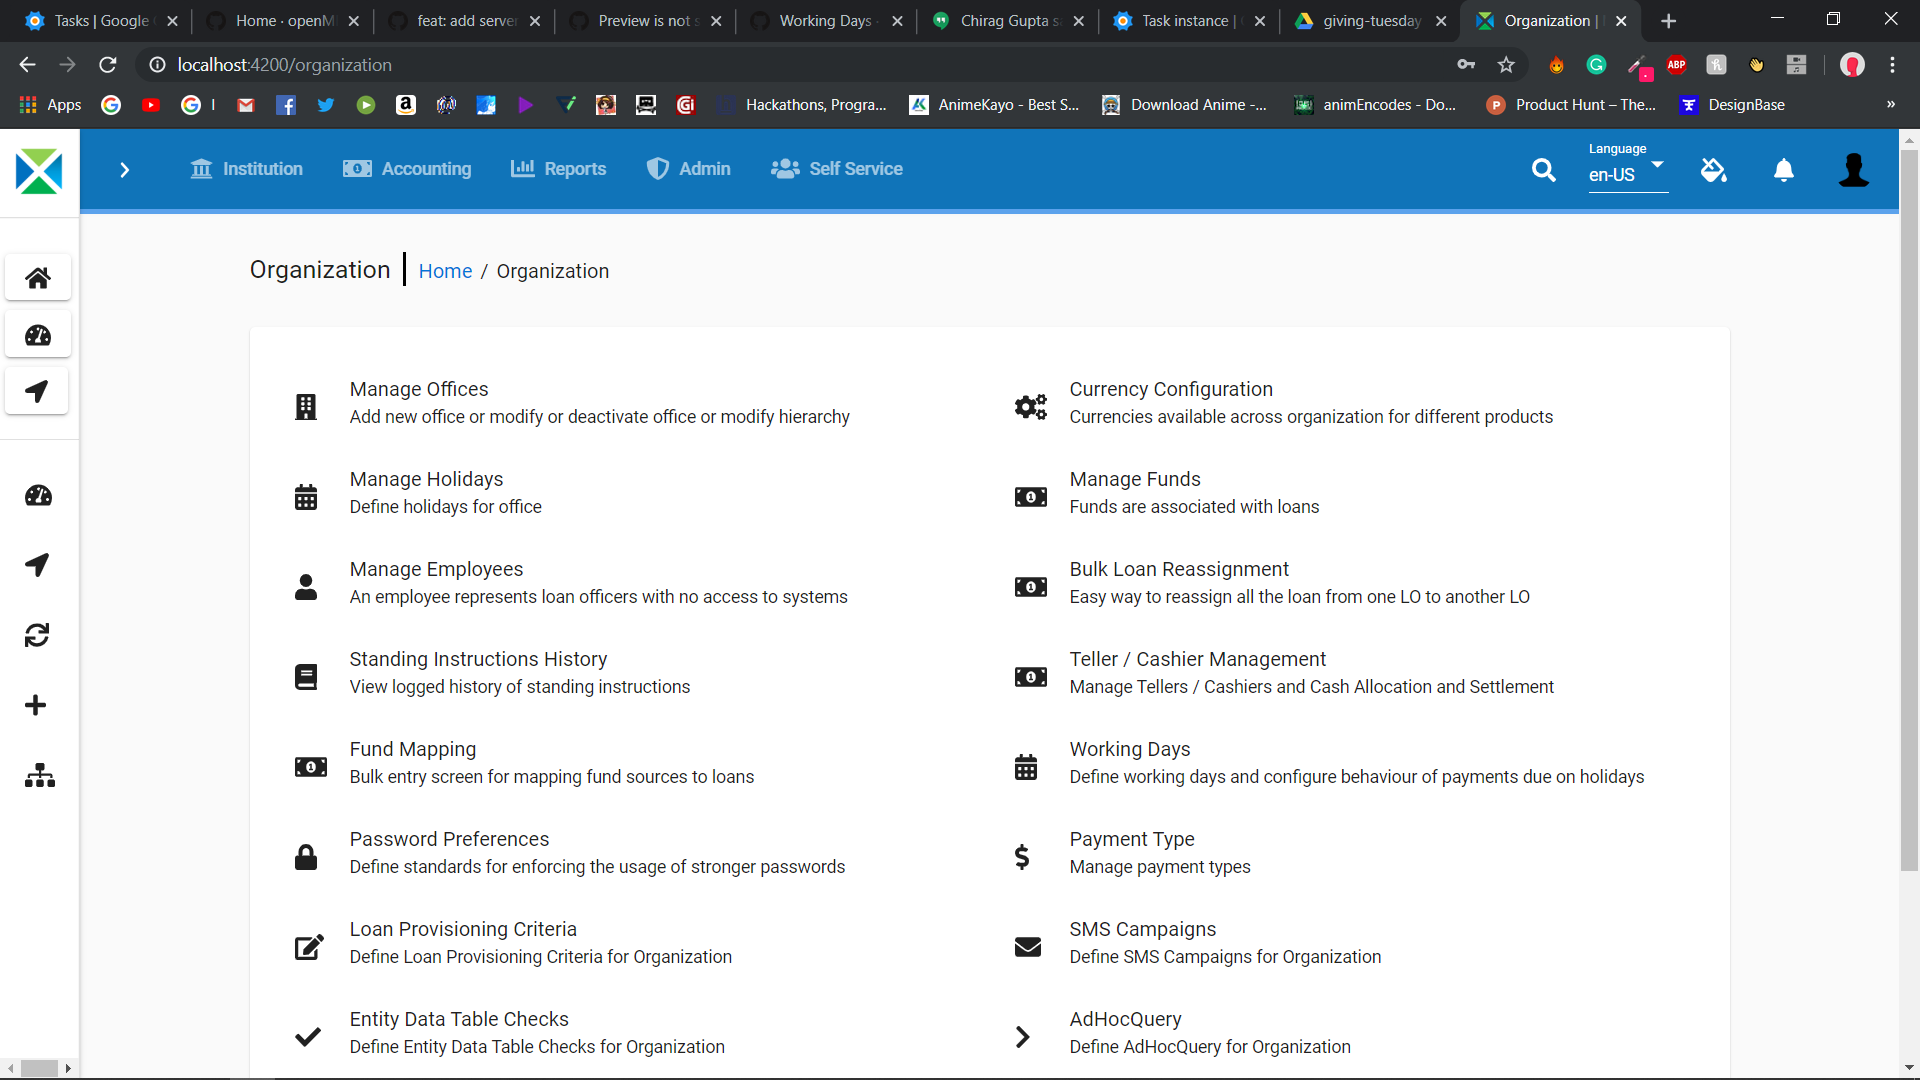 Tasks | Google
Home · openM
feat: add server
Preview is not s
Working Days ·
Chirag Gupta s
Task instance |
giving-tuesday
Organization |
localhost:4200/organization
ABP
Apps
Hackathons, Progra...
AnimeKayo - Best S...
Download Anime -...
animEncodes - Do...
Product Hunt – The...
DesignBase
»
Institution
Accounting
Reports
Admin
Self Service
Language
en-US
Organization
Home / Organization
Manage Offices
Add new office or modify or deactivate office or modify hierarchy
Currency Configuration
Currencies available across organization for different products
Manage Holidays
Define holidays for office
Manage Funds
Funds are associated with loans
Manage Employees
An employee represents loan officers with no access to systems
Bulk Loan Reassignment
Easy way to reassign all the loan from one LO to another LO
Standing Instructions History
View logged history of standing instructions
Teller / Cashier Management
Manage Tellers / Cashiers and Cash Allocation and Settlement
Fund Mapping
Bulk entry screen for mapping fund sources to loans
Working Days
Define working days and configure behaviour of payments due on holidays
Password Preferences
Define standards for enforcing the usage of stronger passwords
Payment Type
Manage payment types
Loan Provisioning Criteria
Define Loan Provisioning Criteria for Organization
SMS Campaigns
Define SMS Campaigns for Organization
Entity Data Table Checks
Define Entity Data Table Checks for Organization
AdHocQuery
Define AdHocQuery for Organization